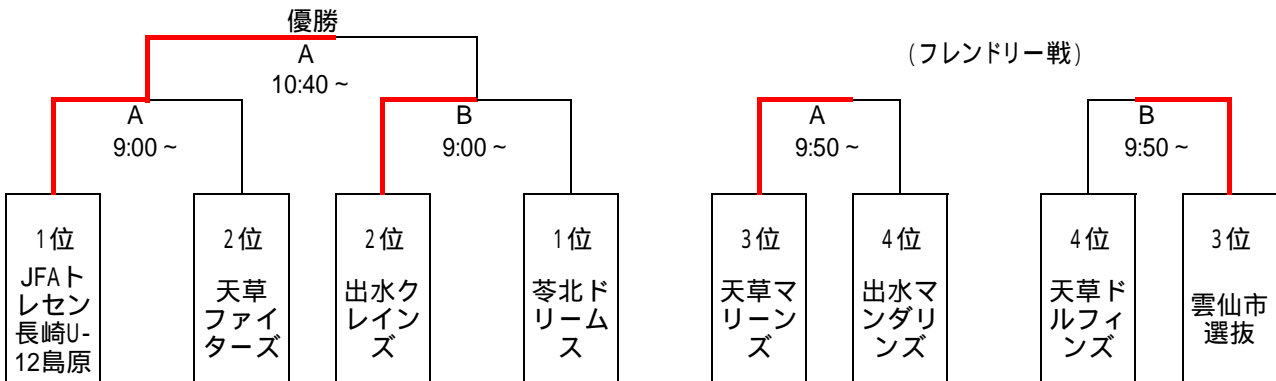 優勝
A
10:40～
(フレンドリー戦)
A
9:00～
B
9:00～
A
9:50～
B
9:50～
1位
JFAト
レセン
長崎U-
12島原
2位
天草
ファイ
ターズ
2位
出水ク
レイン
ズ
1位
苓北ド
リーム
ス
3位
天草マ
リーン
ズ
4位
出水マ
ンダリ
ンズ
4位
天草ド
ルフィ
ンズ
3位
雲仙市
選抜